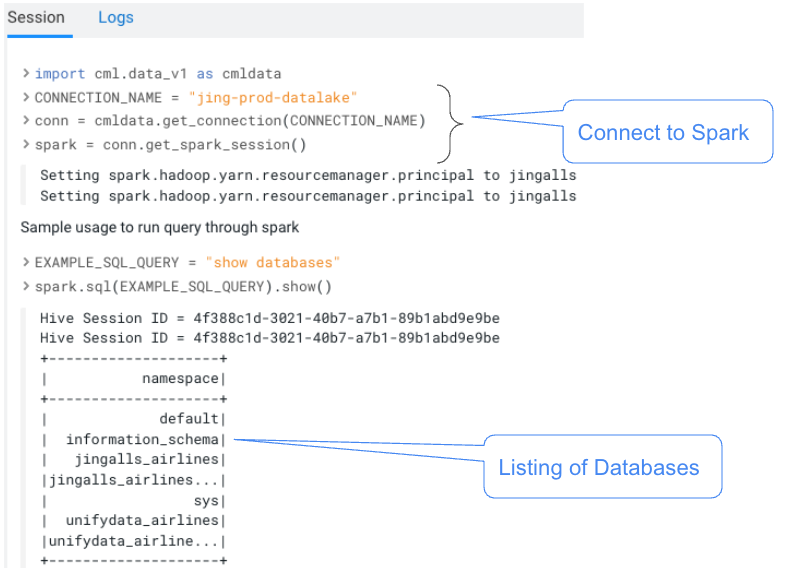 Session Logs
> import cml.data_v1 as cmldata
> CONNECTION_NAME = "jing-prod-datalake"
> conn = cmldata.get_connection(CONNECTION_NAME)
> spark = conn.get_spark_session()
Connect to Spark
Setting spark.hadoop.yarn.resourcemanager.principal to jingalls
Setting spark.hadoop.yarn.resourcemanager.principal to jingalls
Sample usage to run query through spark
> EXAMPLE_SQL_QUERY = "show databases"
> spark.sql(EXAMPLE_SQL_QUERY).show()
Hive Session ID = 4f388c1d-3021-40b7-a7b1-89b1abd9e9be
Hive Session ID = 4f388c1d-3021-40b7-a7b1-89b1abd9e9be
+--------------------+
|           namespace|
+--------------------+
|             default|
|  information_schema|
|   jingalls_airlines|
|jingalls_airlines...|
|                 sys|
|  unifydata_airlines|
|unifydata_airline...|
+--------------------+
Listing of Databases